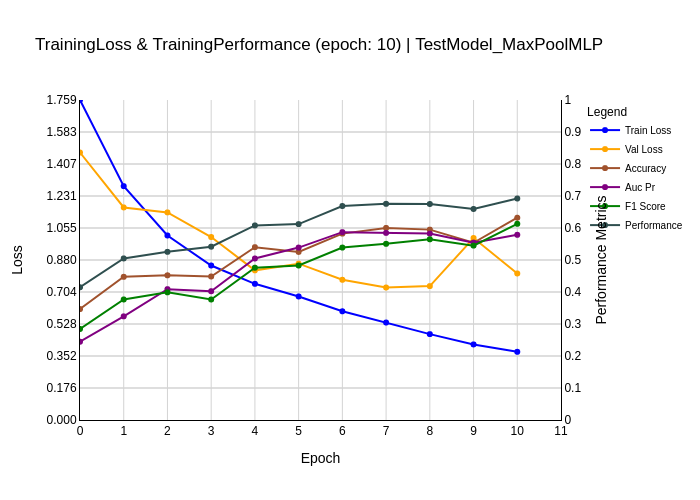 TrainingLoss & TrainingPerformance (epoch: 10) | TestModel_MaxPoolMLP
Legend
Train Loss
Val Loss
Accuracy
Auc Pr
F1 Score
Performance
Loss
1.759
1.583
1.407
1.231
1.055
0.880
0.704
0.528
0.352
0.176
0.000
1
0.9
0.8
0.7
0.6
0.5
0.4
0.3
0.2
0.1
0
Performance Metrics
0 1 2 3 4 5 6 7 8 9 10 11
Epoch